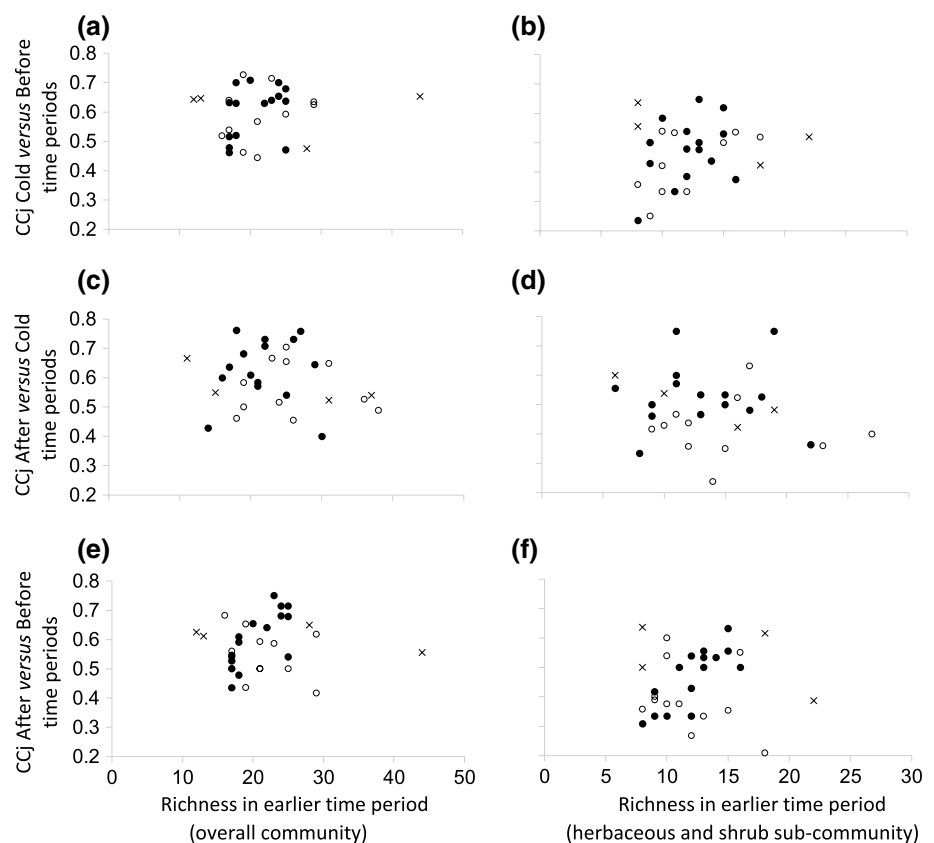 (a)
(b)
CCj Cold versus Before
time periods
0.8
0.7
0.6
0.5
0.4
0.3
0.2
(c)
(d)
CCj After versus Cold
time periods
0.8
0.7
0.6
0.5
0.4
0.3
0.2
(e)
(f)
CCj After versus Before
time periods
0.8
0.7
0.6
0.5
0.4
0.3
0.2
0 10 20 30 40 50
0 5 10 15 20 25 30
Richness in earlier time period
(overall community)
Richness in earlier time period
(herbaceous and shrub sub-community)